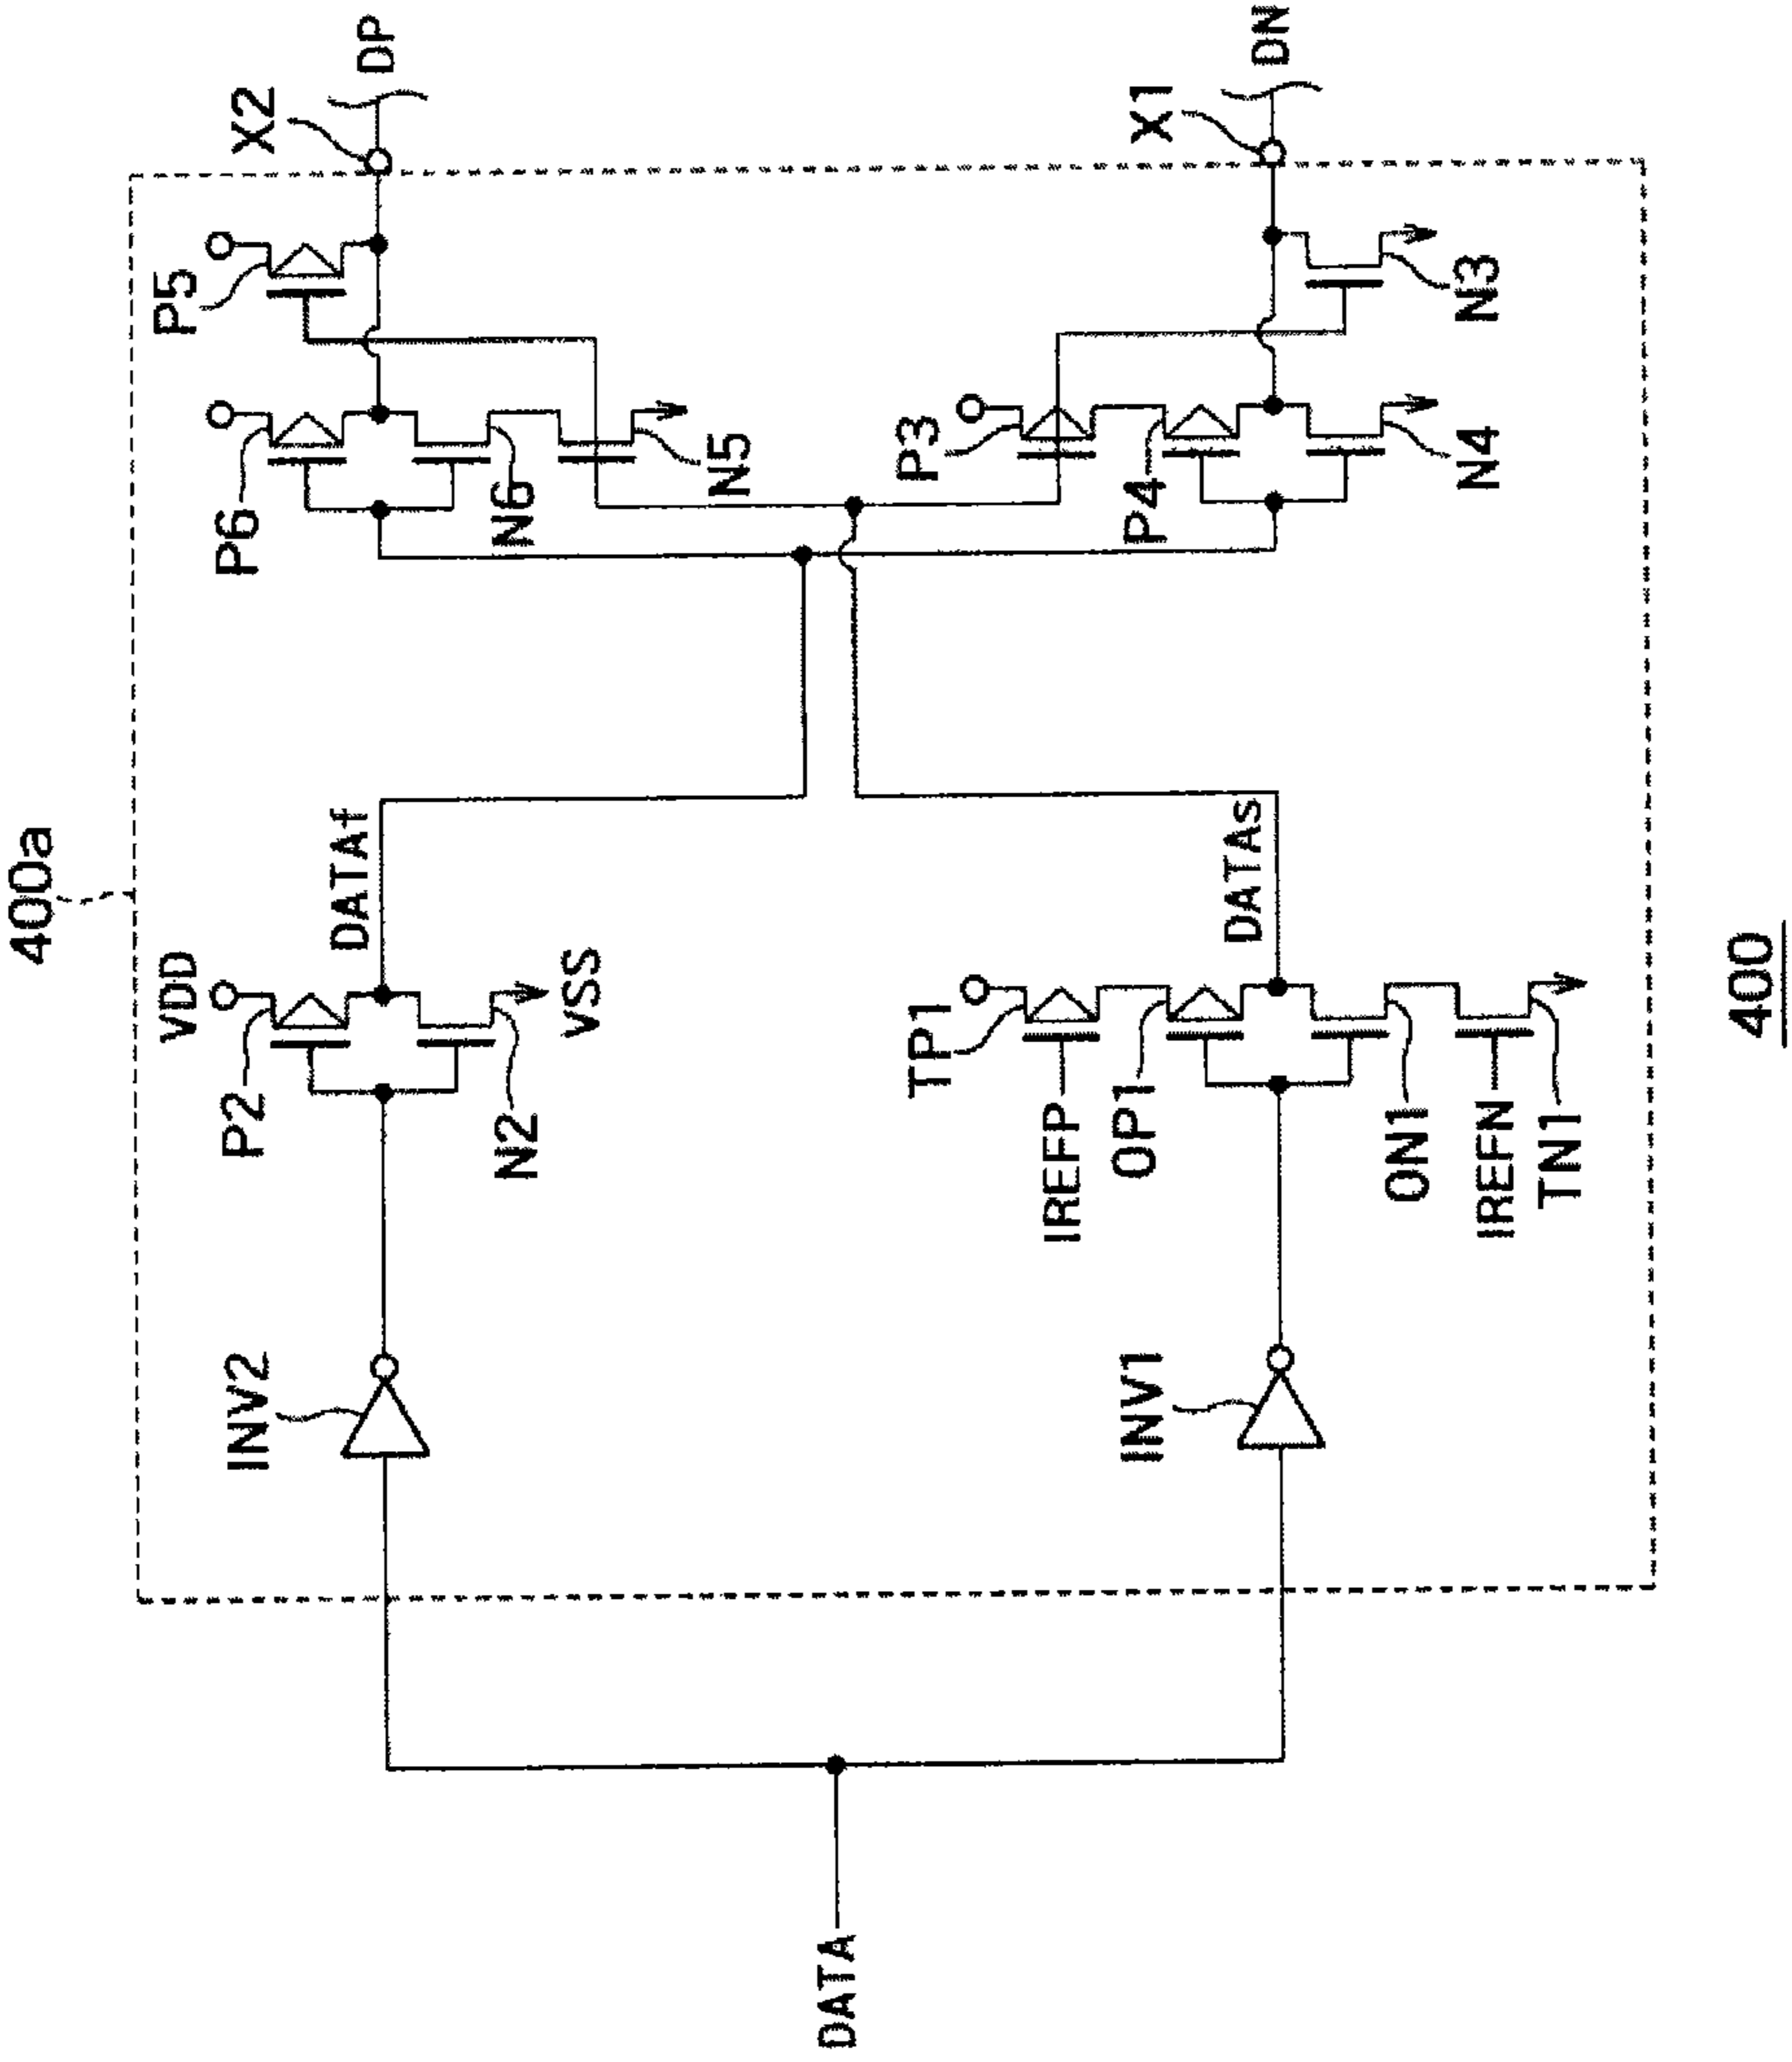 400a
VDD
P2
INV2
N2
VSS
DATAf
P6
N6
P5
N5
X2
DP
DATA
TP1
IREFP
OP1
INV1
ON1
IREFN
TN1
DATAs
P3
P4
N4
N3
X1
DN
400